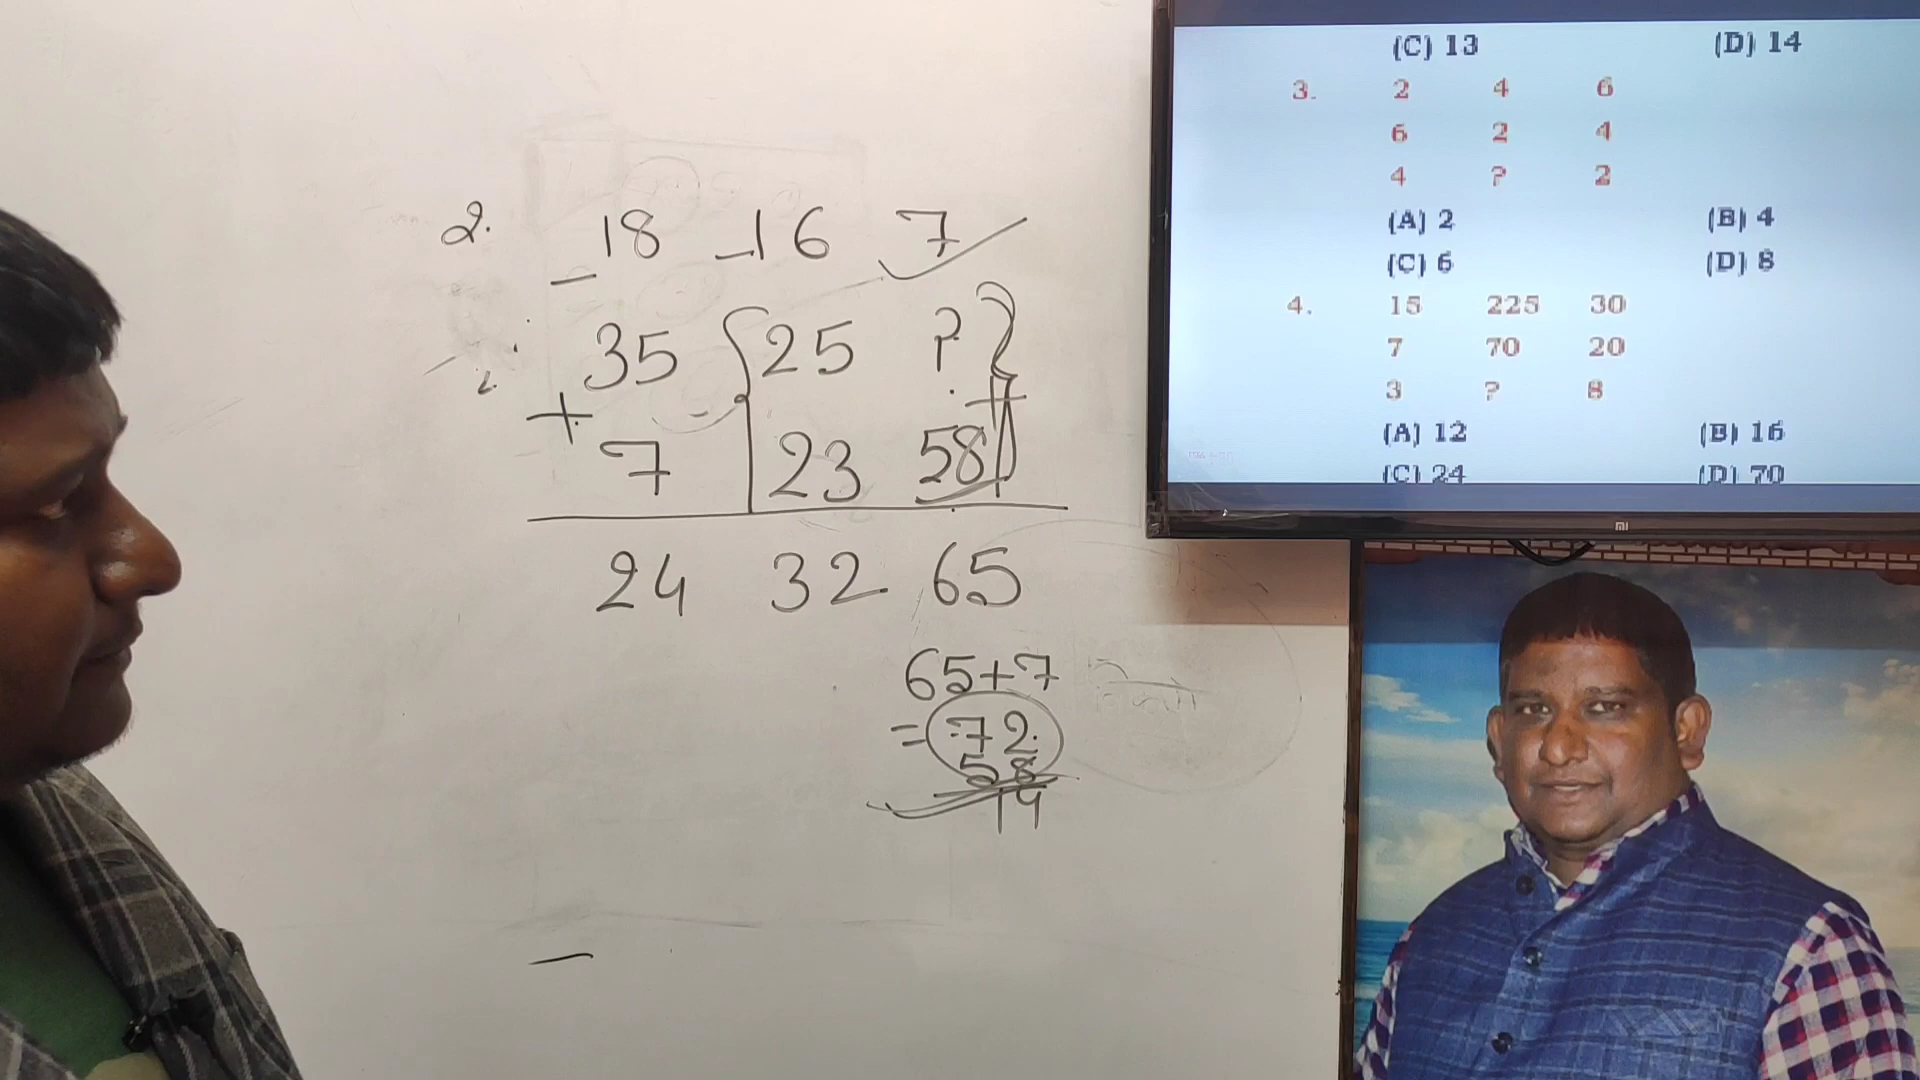 2. 18 16 7
-
35 25 ?
+ +
7 23 58
24 32 65
65+7
= 72
58
14
(C) 13 (D) 14
3. 2 4 6
6 2 4
4 ? 2
(A) 2 (B) 4
(C) 6 (D) 8
4. 15 225 30
7 70 20
3 ? 8
(A) 12 (B) 16
(C) 24 (D) 70
mi